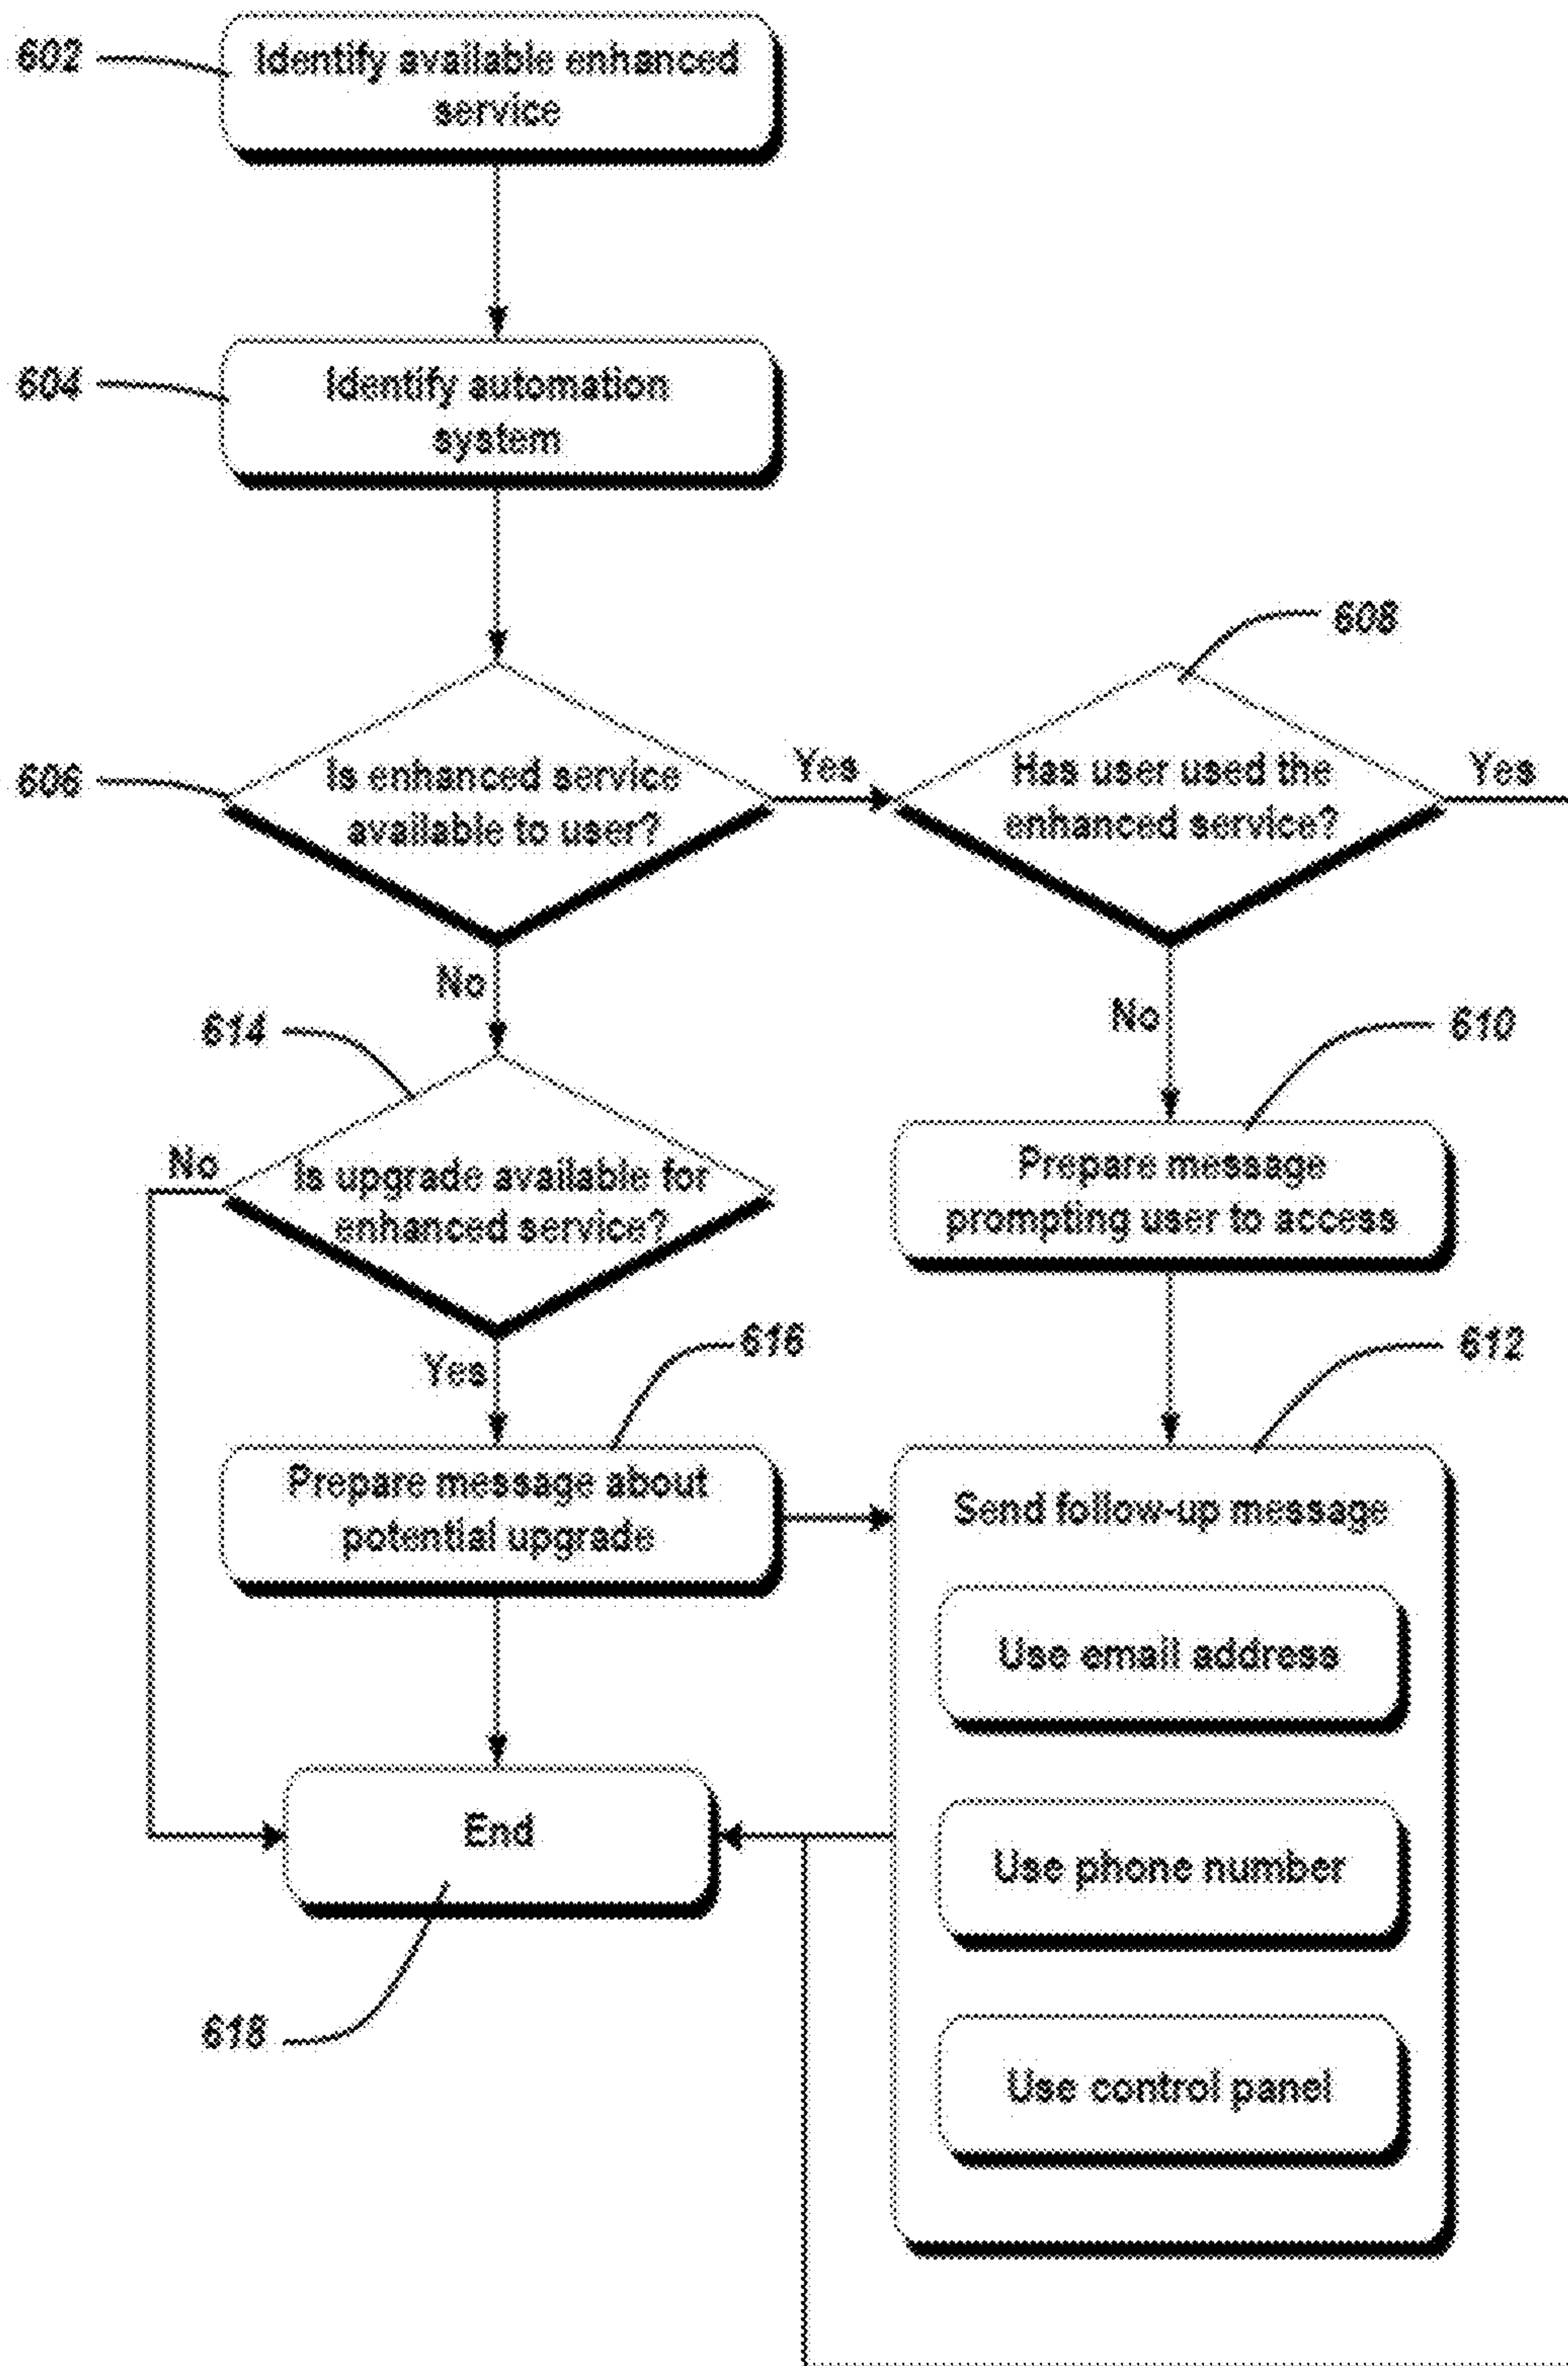 602
Identify available enhanced
service
604
Identify automation
system
608
606
Is enhanced service
available to user?
Yes
Has user used the
enhanced service?
Yes
No
No
614
610
No
Is upgrade available for
enhanced service?
Prepare message
prompting user to access
Yes
616
612
Prepare message about
potential upgrade
Send follow-up message
Use email address
End
Use phone number
618
Use control panel